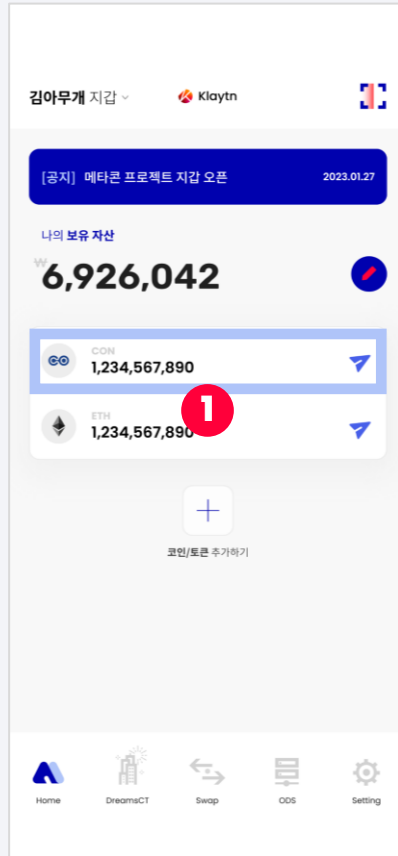 김아무개 지갑
Klaytn
[공지] 메타콘 프로젝트 지갑 오픈 2023.01.27
나의 보유 자산
₩6,926,042
CON
1,234,567,890
1
ETH
1,234,567,890
코인/토큰 추가하기
Home DreamsCT Swap ODS Setting